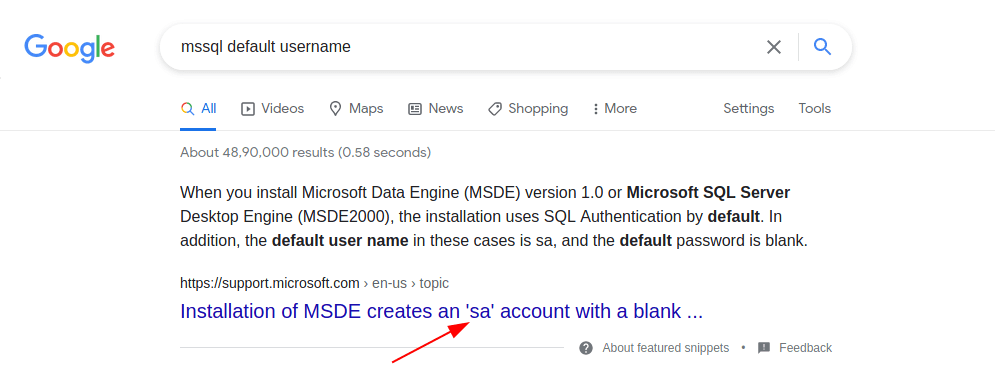 Google
mssql default username
All Videos Maps News Shopping More Settings Tools
About 48,90,000 results (0.58 seconds)
When you install Microsoft Data Engine (MSDE) version 1.0 or Microsoft SQL Server
Desktop Engine (MSDE2000), the installation uses SQL Authentication by default. In
addition, the default user name in these cases is sa, and the default password is blank.
https://support.microsoft.com › en-us › topic
Installation of MSDE creates an 'sa' account with a blank ...
About featured snippets • Feedback